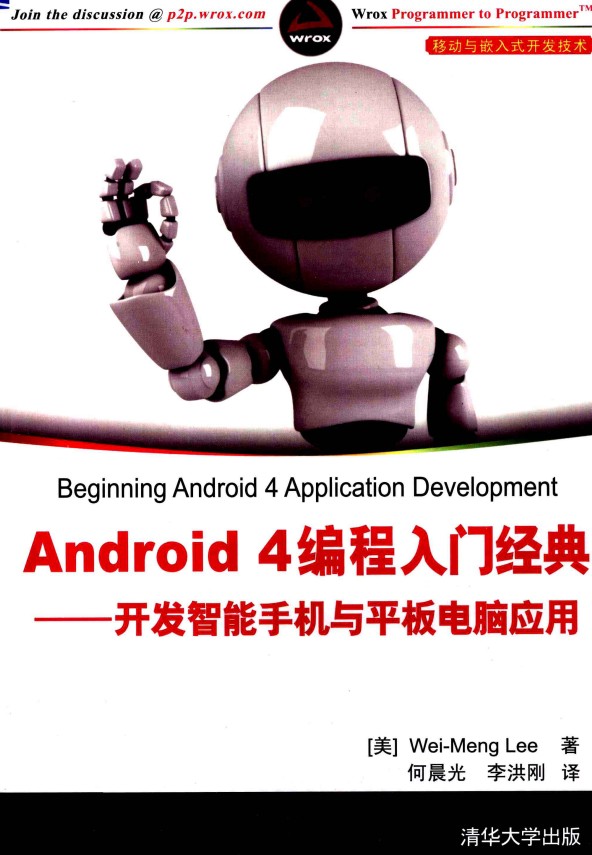 Join the discussion @ p2p.wrox.com
Wrox Programmer to Programmer™
wrox
移动与嵌入式开发技术
Beginning Android 4 Application Development
Android 4编程入门经典
——开发智能手机与平板电脑应用
[美] Wei-Meng Lee 著
何晨光 李洪刚 译
清华大学出版